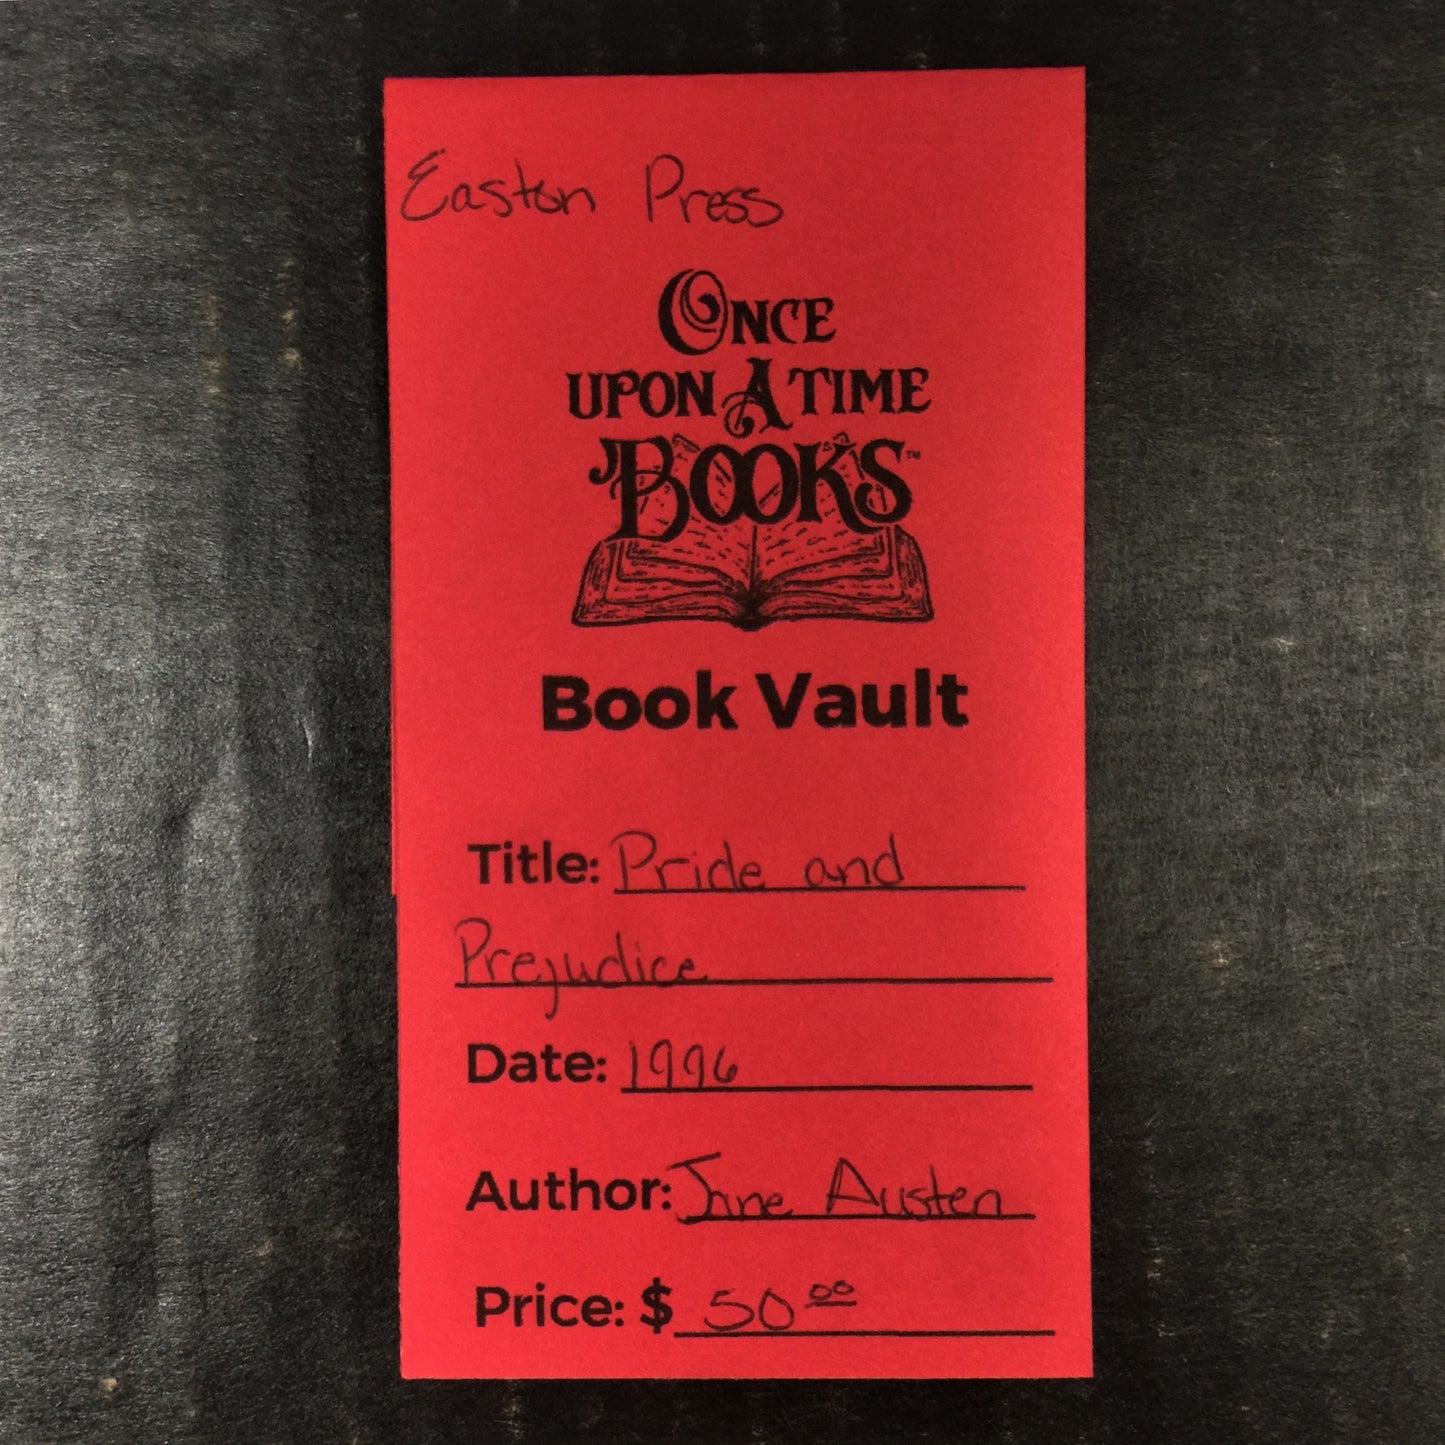 Easton Press
ONCE
UPON A TIME
BOOKS™
Book Vault
Title: Pride and
Prejudice
Date: 1996
Author: Jane Austen
Price: $ 50 00